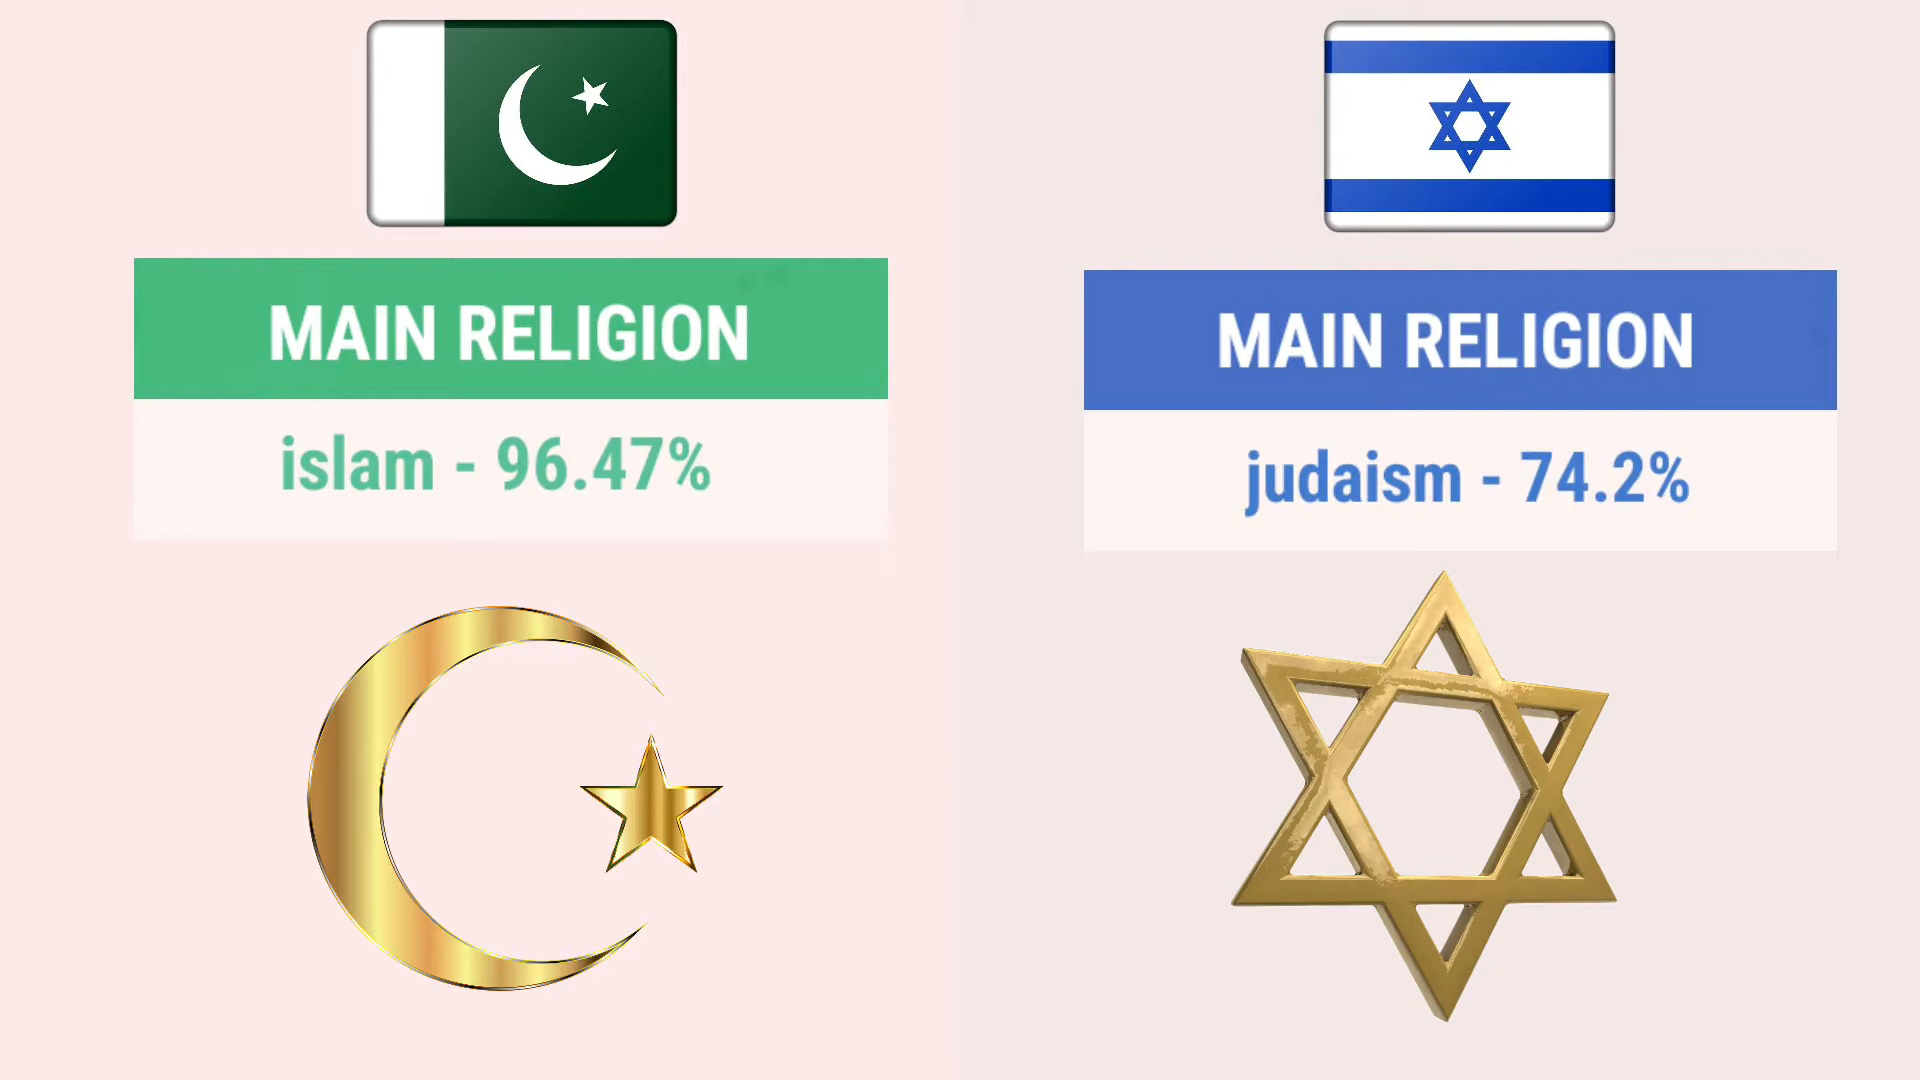 MAIN RELIGION
islam - 96.47%
MAIN RELIGION
judaism - 74.2%